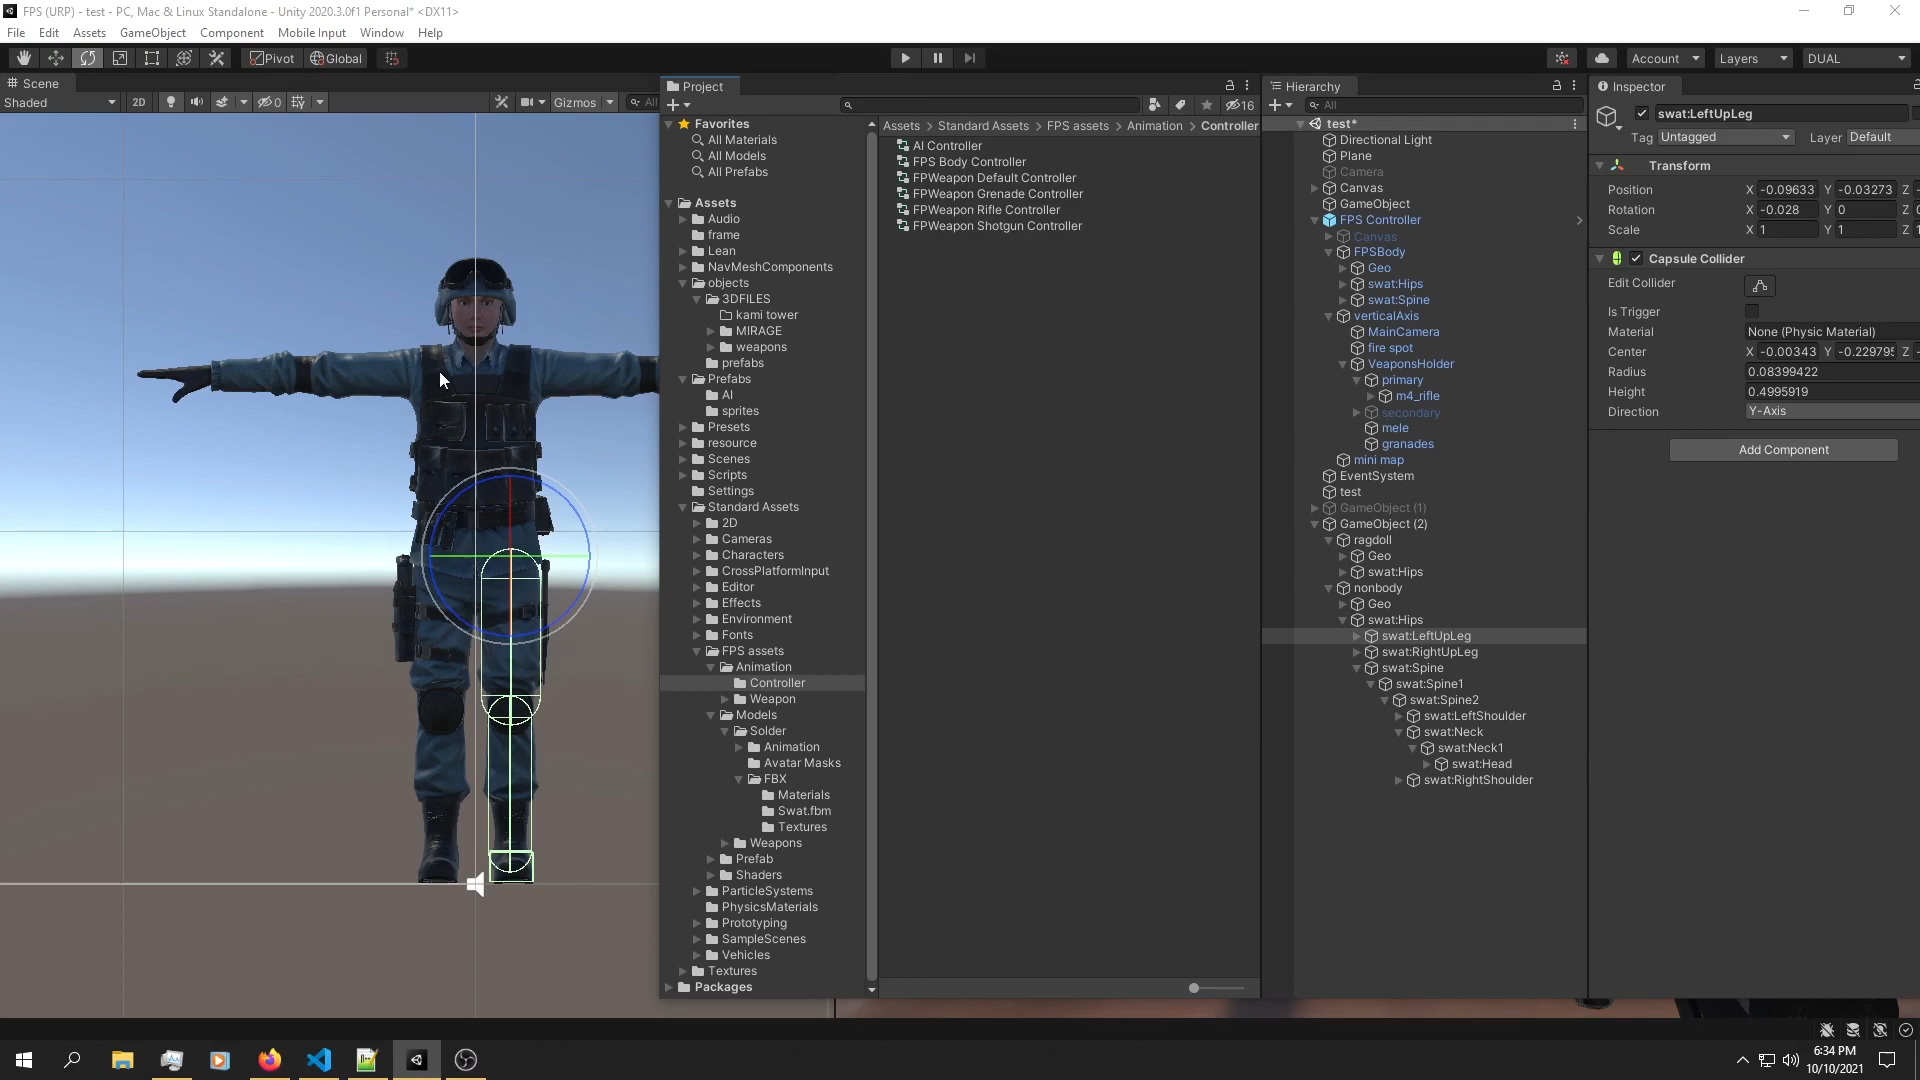 FPS (URP) - test - PC, Mac & Linux Standalone - Unity 2020.3.0f1 Personal* <DX11>
File Edit Assets GameObject Component Mobile Input Window Help
Pivot Global Account Layers DUAL
Scene
Shaded 2D 0 Gizmos All
Project
16
Favorites
All Materials
All Models
All Prefabs
Assets
Audio
frame
Lean
NavMeshComponents
objects
3DFILES
kami tower
MIRAGE
weapons
prefabs
Prefabs
AI
sprites
Presets
resource
Scenes
Scripts
Settings
Standard Assets
2D
Cameras
Characters
CrossPlatformInput
Editor
Effects
Environment
Fonts
FPS assets
Animation
Controller
Weapon
Models
Solder
Animation
Avatar Masks
FBX
Materials
Swat.fbm
Textures
Weapons
Prefab
Shaders
ParticleSystems
PhysicsMaterials
Prototyping
SampleScenes
Vehicles
Textures
Packages
Assets > Standard Assets > FPS assets > Animation > Controller
AI Controller
FPS Body Controller
FPWeapon Default Controller
FPWeapon Grenade Controller
FPWeapon Rifle Controller
FPWeapon Shotgun Controller
Hierarchy
All
test*
Directional Light
Plane
Camera
Canvas
GameObject
FPS Controller
Canvas
FPSBody
Geo
swat:Hips
swat:Spine
verticalAxis
MainCamera
fire spot
VeaponsHolder
primary
m4_rifle
secondary
mele
granades
mini map
EventSystem
test
GameObject (1)
GameObject (2)
ragdoll
Geo
swat:Hips
nonbody
Geo
swat:Hips
swat:LeftUpLeg
swat:RightUpLeg
swat:Spine
swat:Spine1
swat:Spine2
swat:LeftShoulder
swat:Neck
swat:Neck1
swat:Head
swat:RightShoulder
Inspector
swat:LeftUpLeg
Tag Untagged Layer Default
Transform
Position X -0.09633 Y -0.03273 Z
Rotation X -0.028 Y 0 Z
Scale X 1 Y 1 Z
Capsule Collider
Edit Collider
Is Trigger
Material None (Physic Material)
Center X -0.00343 Y -0.229795 Z
Radius 0.08399422
Height 0.4995919
Direction Y-Axis
Add Component
6:34 PM
10/10/2021